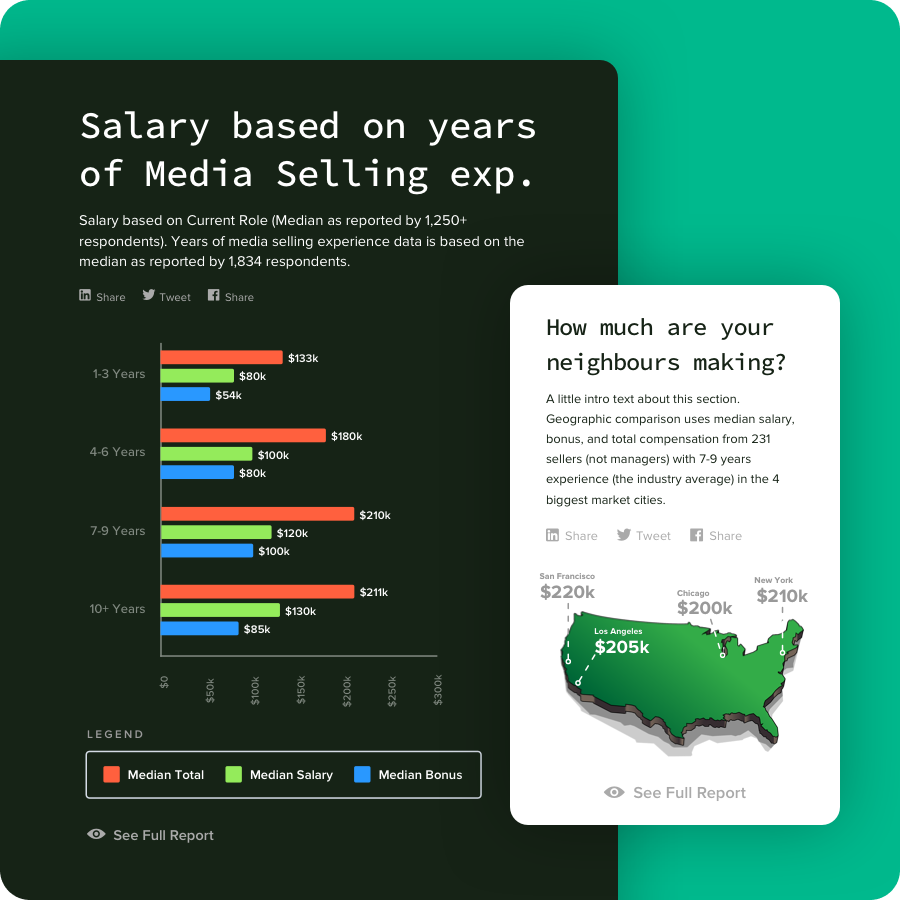 Salary based on years
of Media Selling exp.
Salary based on Current Role (Median as reported by 1,250+
respondents). Years of media selling experience data is based on the
median as reported by 1,834 respondents.
Share Tweet Share
1-3 Years
$133k
$80k
$54k
4-6 Years
$180k
$100k
$80k
7-9 Years
$210k
$120k
$100k
10+ Years
$211k
$130k
$85k
$0 $50k $100k $150k $200k $250k $300k
LEGEND
Median Total Median Salary Median Bonus
See Full Report
How much are your
neighbours making?
A little intro text about this section.
Geographic comparison uses median salary,
bonus, and total compensation from 231
sellers (not managers) with 7-9 years
experience (the industry average) in the 4
biggest market cities.
Share Tweet Share
San Francisco
$220k
Chicago
$200k
New York
$210k
Los Angeles
$205k
See Full Report